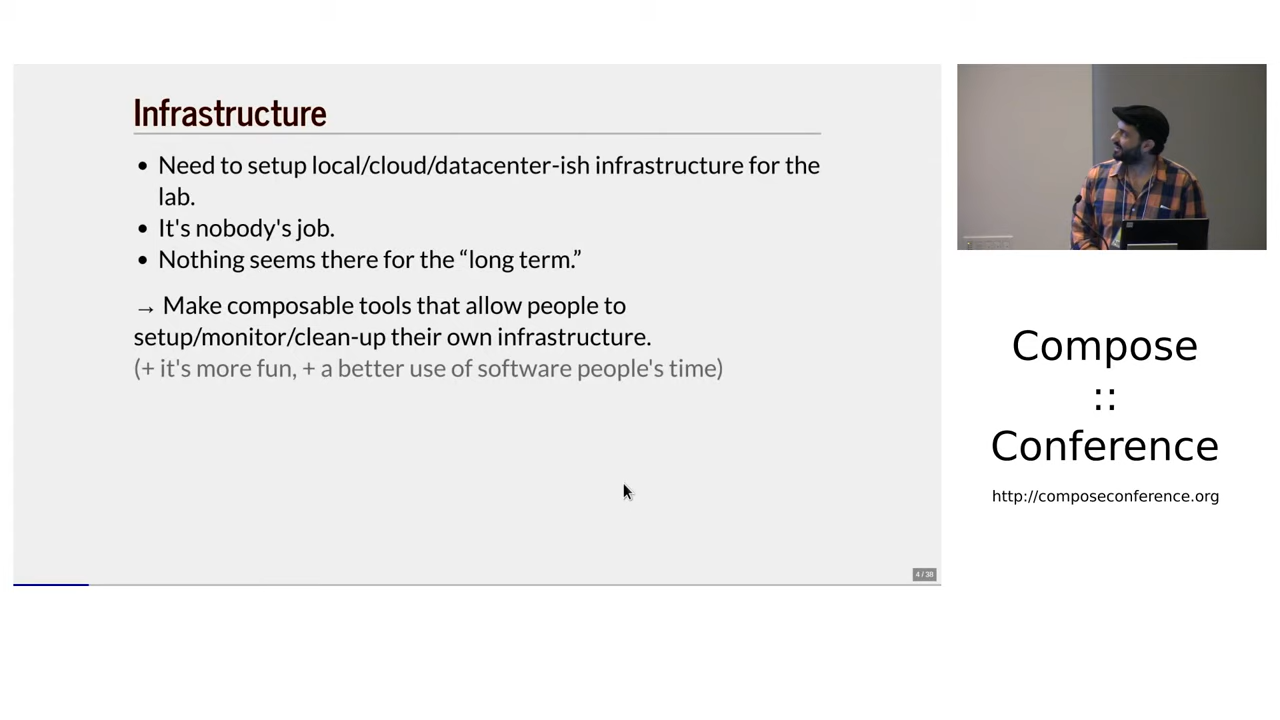 Infrastructure
• Need to setup local/cloud/datacenter-ish infrastructure for the
lab.
• It's nobody's job.
• Nothing seems there for the “long term.”
→ Make composable tools that allow people to
setup/monitor/clean-up their own infrastructure.
(+ it's more fun, + a better use of software people's time)
4 / 38
Compose
::
Conference
http://composeconference.org